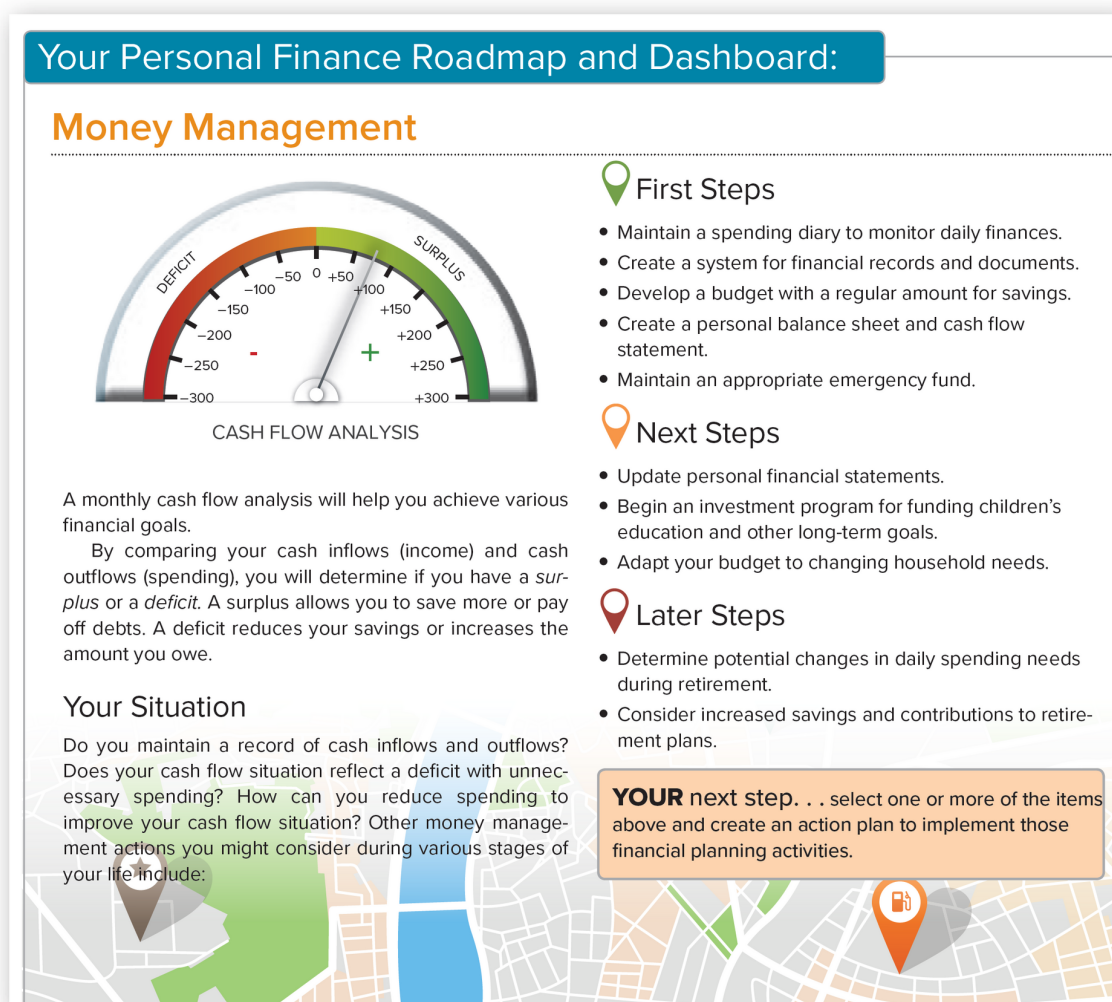 Your Personal Finance Roadmap and Dashboard:
Money Management
DEFICIT
SURPLUS
–300
–250
–200
–150
–100
–50
0
+50
+100
+150
+200
+250
+300
-
+
CASH FLOW ANALYSIS
A monthly cash flow analysis will help you achieve various
financial goals.
By comparing your cash inflows (income) and cash
outflows (spending), you will determine if you have a sur-
plus or a deficit. A surplus allows you to save more or pay
off debts. A deficit reduces your savings or increases the
amount you owe.
Your Situation
Do you maintain a record of cash inflows and outflows?
Does your cash flow situation reflect a deficit with unnec-
essary spending? How can you reduce spending to
improve your cash flow situation? Other money manage-
ment actions you might consider during various stages of
your life include:
First Steps
• Maintain a spending diary to monitor daily finances.
• Create a system for financial records and documents.
• Develop a budget with a regular amount for savings.
• Create a personal balance sheet and cash flow
statement.
• Maintain an appropriate emergency fund.
Next Steps
• Update personal financial statements.
• Begin an investment program for funding children’s
education and other long-term goals.
• Adapt your budget to changing household needs.
Later Steps
• Determine potential changes in daily spending needs
during retirement.
• Consider increased savings and contributions to retire-
ment plans.
YOUR next step. . . select one or more of the items
above and create an action plan to implement those
financial planning activities.